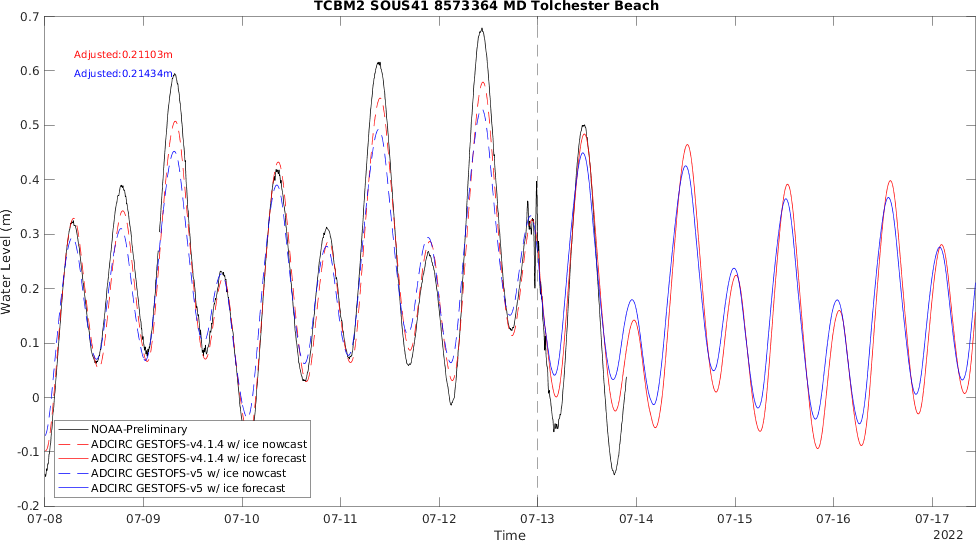 TCBM2 SOUS41 8573364 MD Tolchester Beach
0.7
0.6
0.5
0.4
0.3
0.2
0.1
0
-0.1
-0.2
Water Level (m)
Adjusted:0.21103m
Adjusted:0.21434m
NOAA-Preliminary
ADCIRC GESTOFS-v4.1.4 w/ ice nowcast
ADCIRC GESTOFS-v4.1.4 w/ ice forecast
ADCIRC GESTOFS-v5 w/ ice nowcast
ADCIRC GESTOFS-v5 w/ ice forecast
07-08 07-09 07-10 07-11 07-12 07-13 07-14 07-15 07-16 07-17
Time
2022